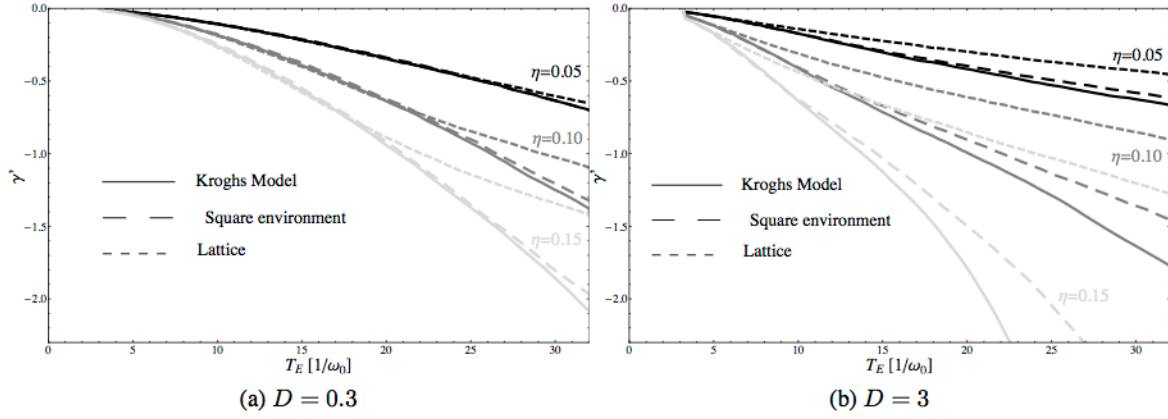 0.0
−0.5
−1.0
−1.5
−2.0
γ'
η=0.05
η=0.10
η=0.15
Kroghs Model
Square environment
Lattice
0 5 10 15 20 25 30
T_E [1/ω₀]
(a) D = 0.3
0.0
−0.5
−1.0
−1.5
−2.0
γ'
η=0.05
η=0.10
η=0.15
Kroghs Model
Square environment
Lattice
0 5 10 15 20 25 30
T_E [1/ω₀]
(b) D = 3